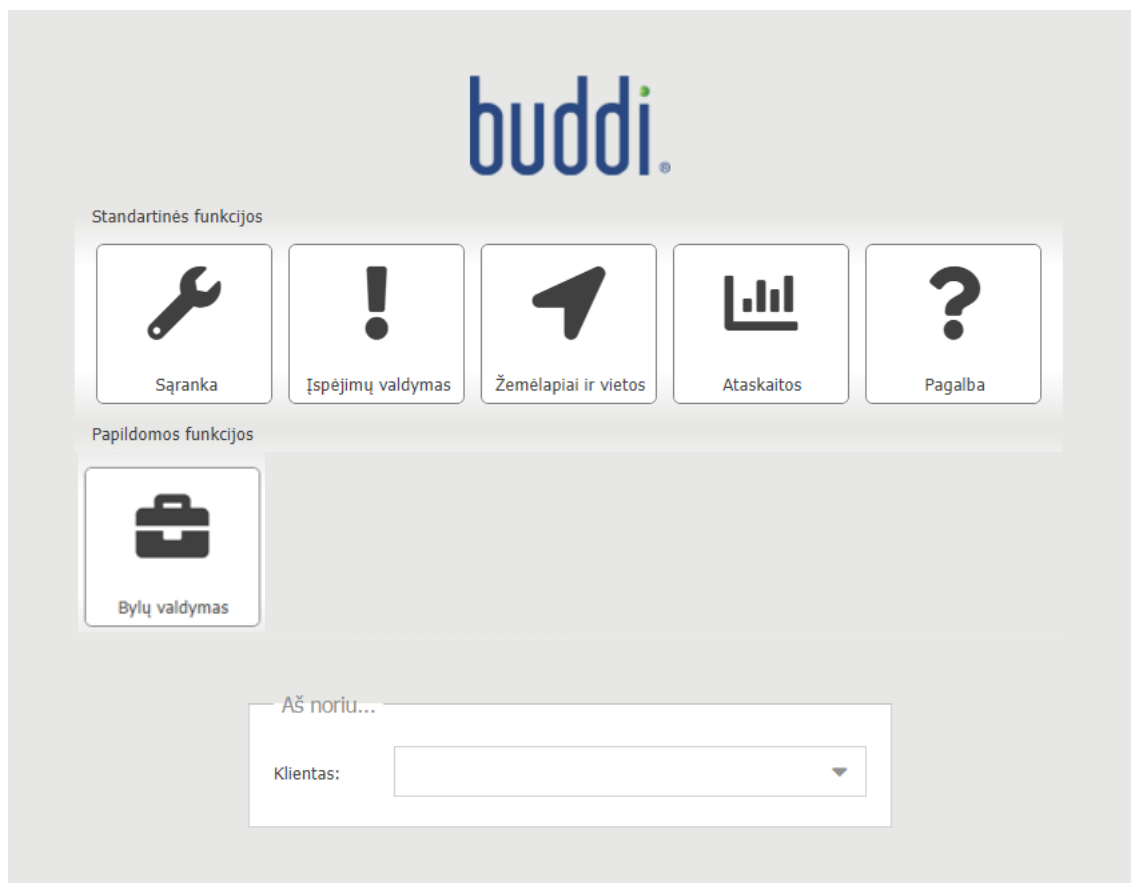 buddi®
Standartinės funkcijos
Sąranka
Įspėjimų valdymas
Žemėlapiai ir vietos
Ataskaitos
Pagalba
Papildomos funkcijos
Bylų valdymas
Aš noriu...
Klientas: